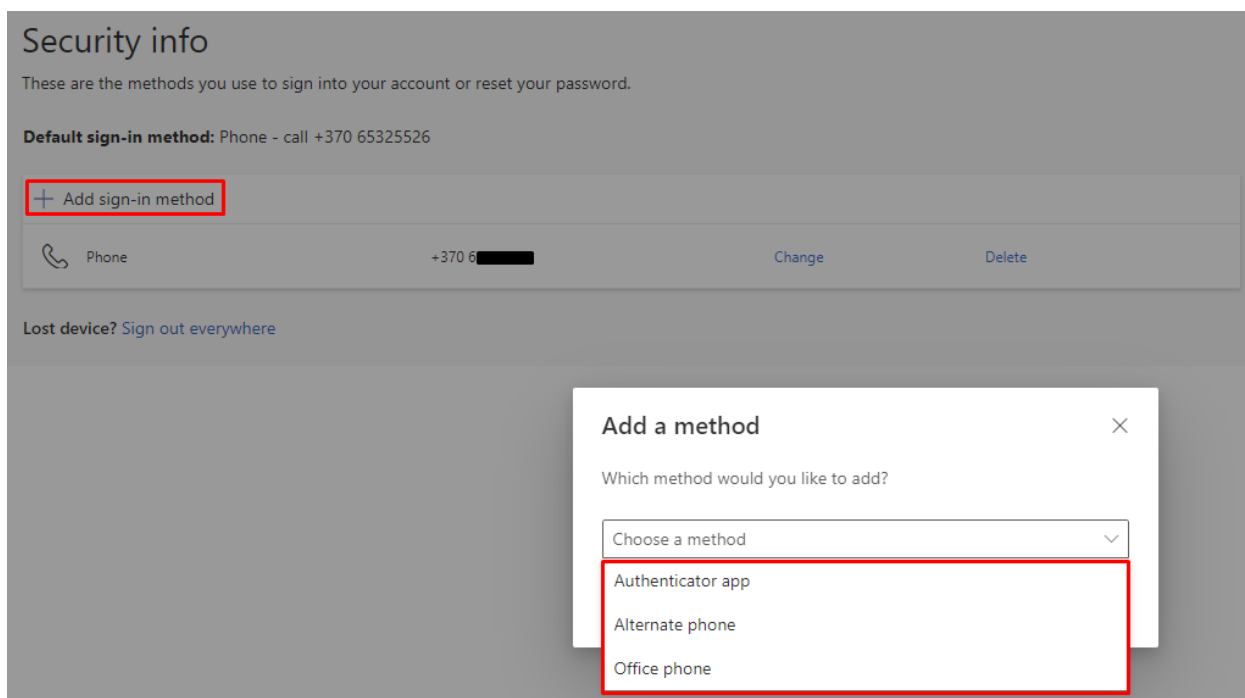 Security info
These are the methods you use to sign into your account or reset your password.
Default sign-in method: Phone - call +370 65325526
Add sign-in method
Phone +370 6 Change Delete
Lost device? Sign out everywhere
Add a method
Which method would you like to add?
Choose a method
Authenticator app
Alternate phone
Office phone